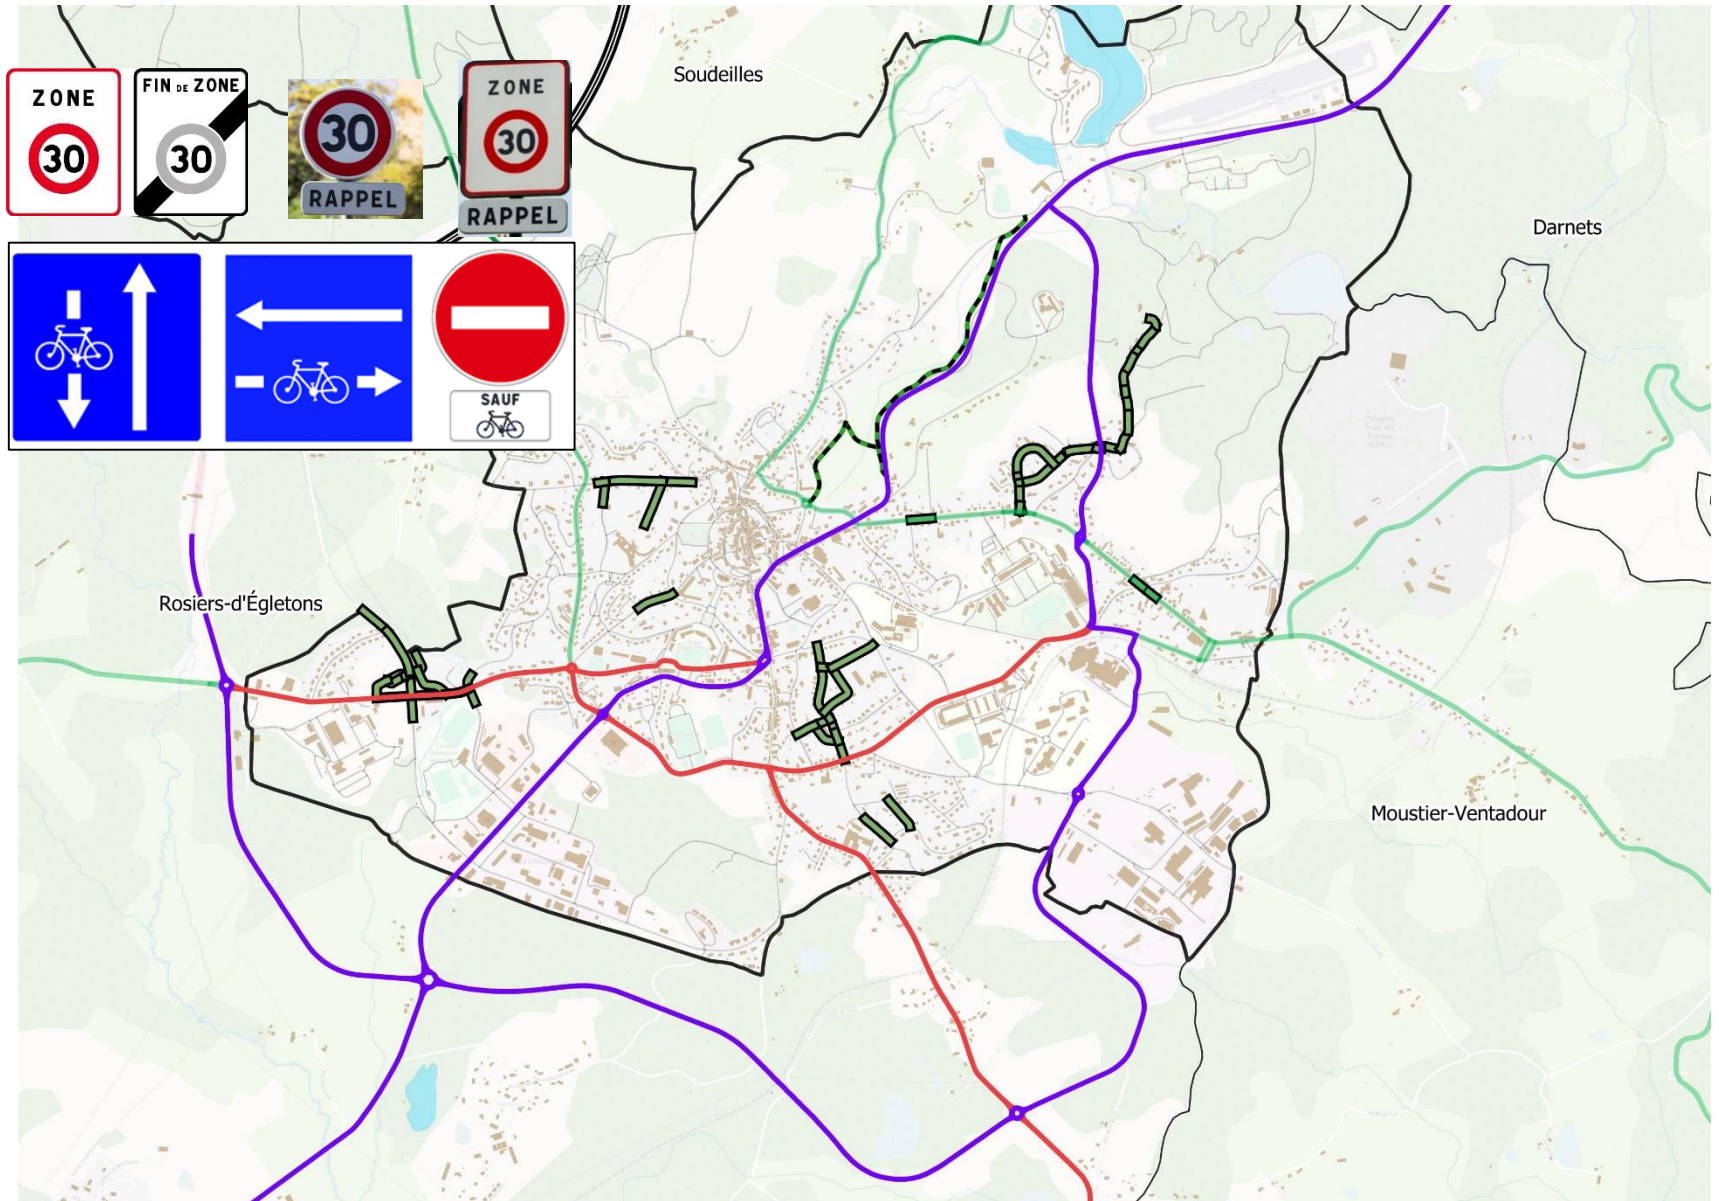 Soudeilles
ZONE
30
FIN DE ZONE
30
30
RAPPEL
ZONE
30
RAPPEL
Darnets
SAUF
Rosiers-d'Égletons
Moustier-Ventadour